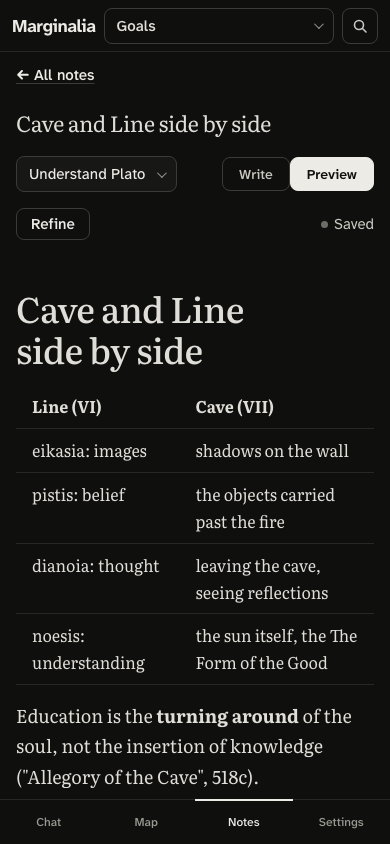 Marginalia
Goals
← All notes
Cave and Line side by side
Understand Plato
Write
Preview
Refine
Saved
Cave and Line
side by side
Line (VI)
Cave (VII)
eikasia: images
shadows on the wall
pistis: belief
the objects carried
past the fire
dianoia: thought
leaving the cave,
seeing reflections
noesis:
understanding
the sun itself, the The
Form of the Good
Education is the turning around of the
soul, not the insertion of knowledge
("Allegory of the Cave", 518c).
Chat
Map
Notes
Settings